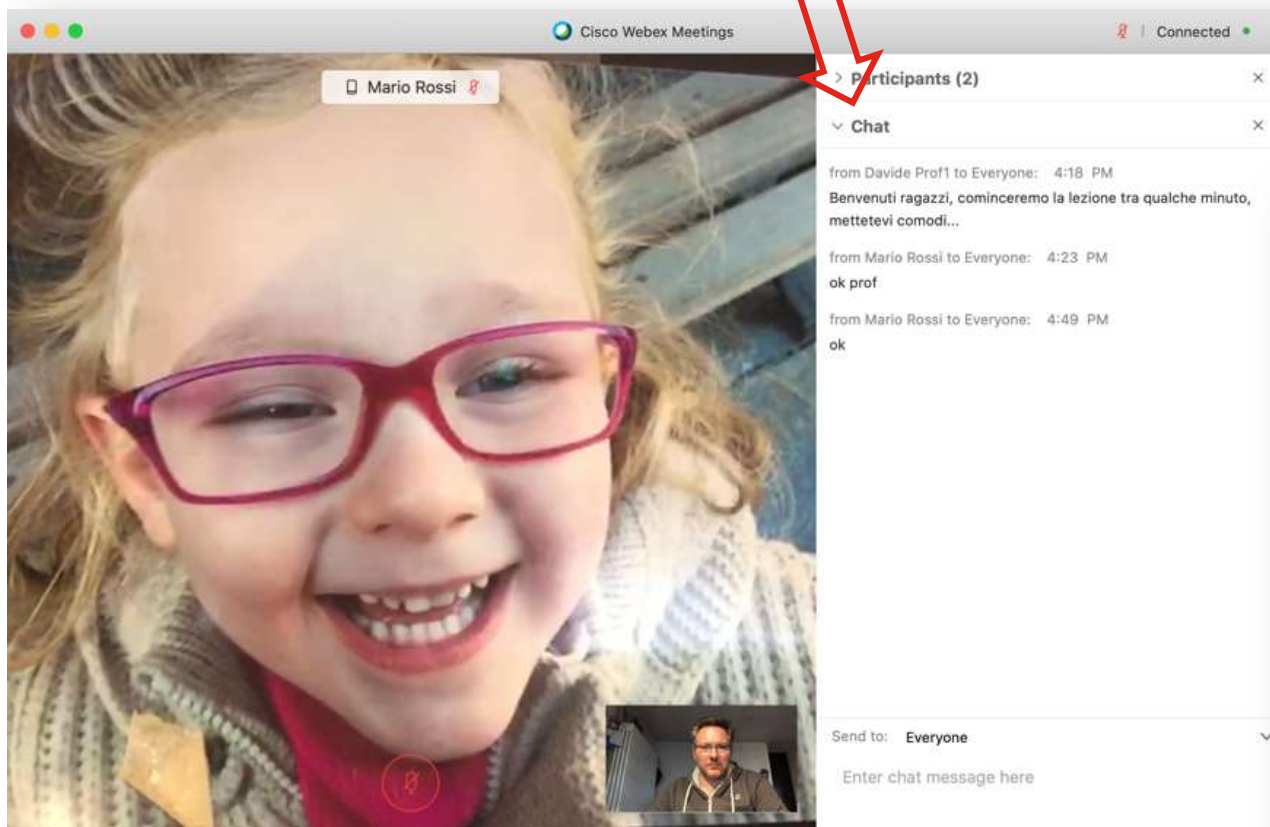 Cisco Webex Meetings
Connected
Mario Rossi
Participants (2)
Chat
from Davide Prof1 to Everyone: 4:18 PM
Benvenuti ragazzi, cominceremo la lezione tra qualche minuto,
mettetevi comodi...
from Mario Rossi to Everyone: 4:23 PM
ok prof
from Mario Rossi to Everyone: 4:49 PM
ok
Send to: Everyone
Enter chat message here